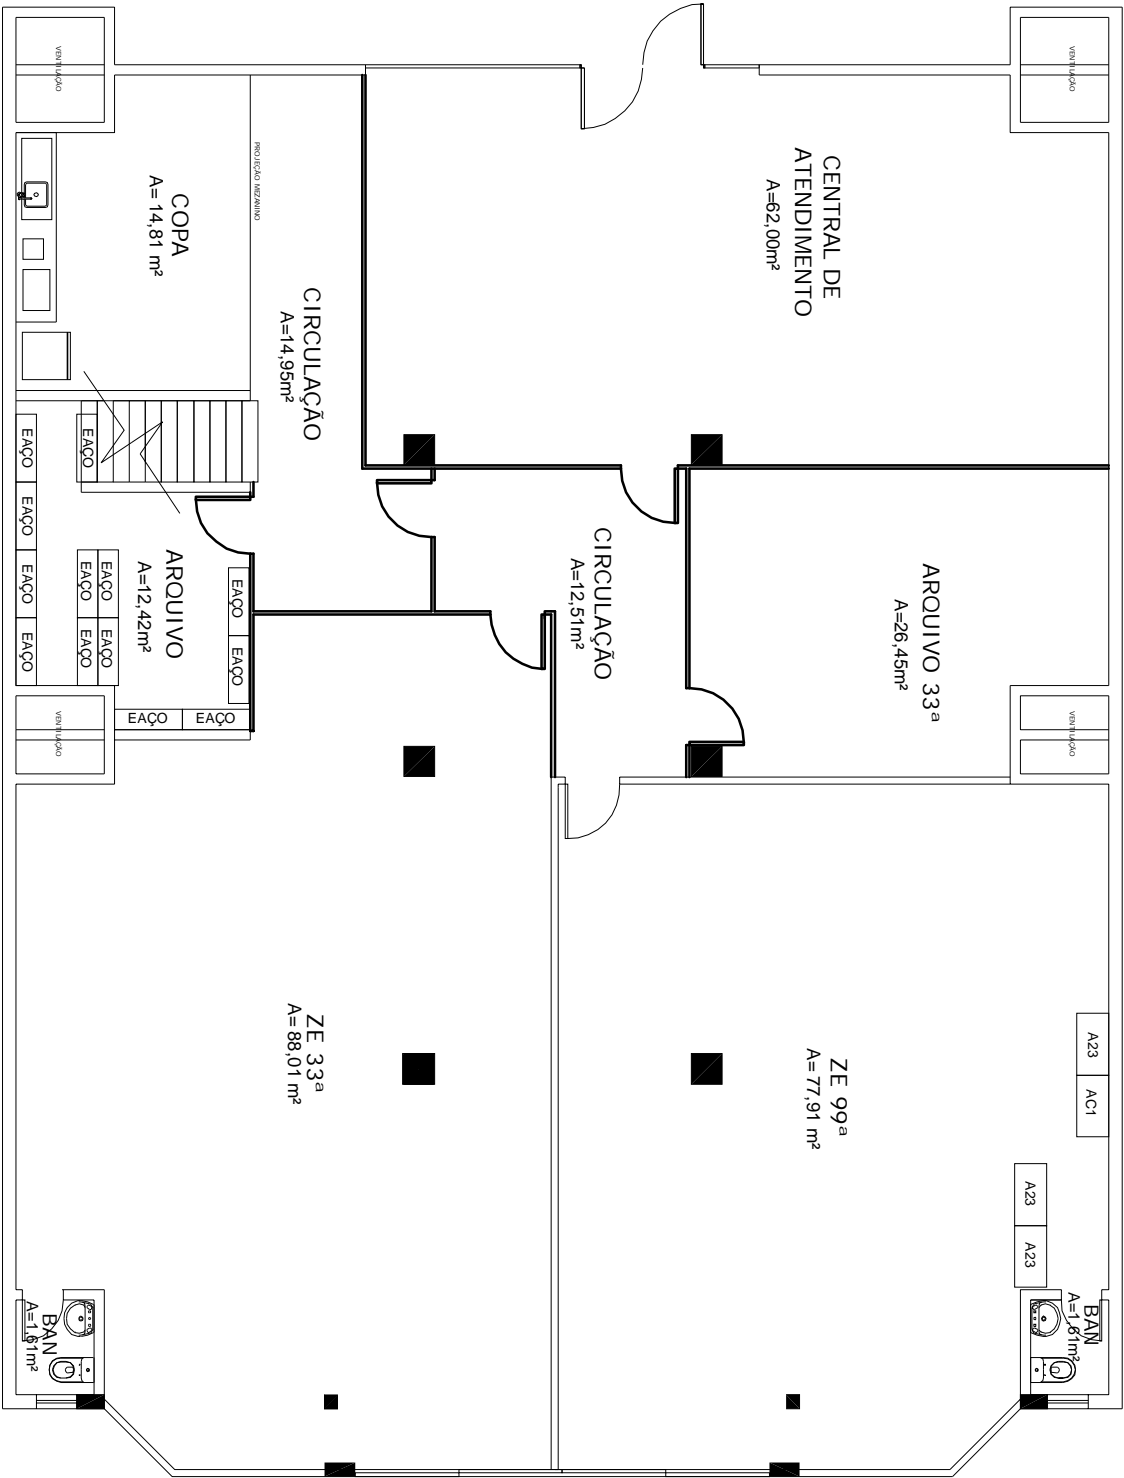 VENTILAÇÃO
VENTILAÇÃO
CENTRAL DE
ATENDIMENTO
A=62,00m²
PROJEÇÃO MEZANINO
COPA
A= 14,81 m²
CIRCULAÇÃO
A=14,95m²
EAÇO
EAÇO
EAÇO
EAÇO
EAÇO
ARQUIVO
A=12,42m²
EAÇO
EAÇO
EAÇO
EAÇO
EAÇO
EAÇO
EAÇO
EAÇO
CIRCULAÇÃO
A=12,51m²
ARQUIVO 33ª
A=26,45m²
VENTILAÇÃO
VENTILAÇÃO
ZE 33ª
A= 88,01 m²
ZE 99ª
A= 77,91 m²
A23
AC1
A23
A23
BAN
A=1,61m²
BAN
A=1,61m²